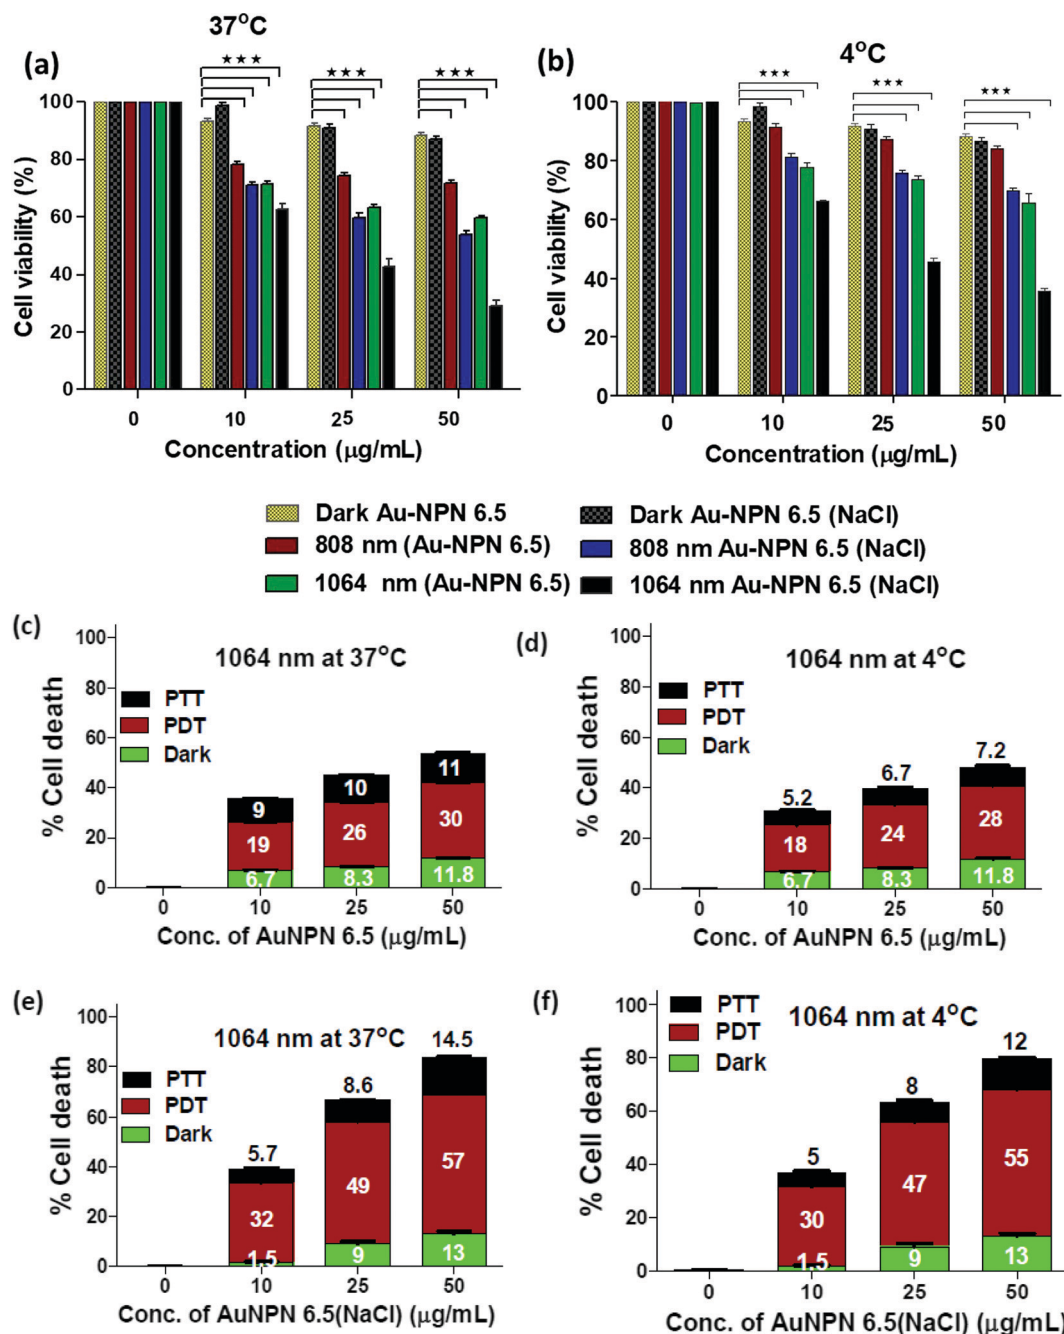 37°C
(a)
★★★
★★★
★★★
Cell viability (%)
100
80
60
40
20
0
0
10
25
50
Concentration (μg/mL)
4°C
(b)
★★★
★★★
★★★
Cell viability (%)
100
80
60
40
20
0
0
10
25
50
Concentration (μg/mL)
Dark Au-NPN 6.5
Dark Au-NPN 6.5 (NaCl)
808 nm (Au-NPN 6.5)
808 nm Au-NPN 6.5 (NaCl)
1064 nm (Au-NPN 6.5)
1064 nm Au-NPN 6.5 (NaCl)
(c)
1064 nm at 37°C
PTT
PDT
Dark
% Cell death
100
80
60
40
20
0
9
19
6.7
10
26
8.3
11
30
11.8
0
10
25
50
Conc. of AuNPN 6.5 (μg/mL)
(d)
1064 nm at 4°C
PTT
PDT
Dark
% Cell death
100
80
60
40
20
0
5.2
18
6.7
6.7
24
8.3
7.2
28
11.8
0
10
25
50
Conc. of AuNPN 6.5 (μg/mL)
(e)
1064 nm at 37°C
PTT
PDT
Dark
% Cell death
100
80
60
40
20
0
5.7
32
1.5
8.6
49
9
14.5
57
13
0
10
25
50
Conc. of AuNPN 6.5(NaCl) (μg/mL)
(f)
1064 nm at 4°C
PTT
PDT
Dark
% Cell death
100
80
60
40
20
0
5
30
1.5
8
47
9
12
55
13
0
10
25
50
Conc. of AuNPN 6.5(NaCl) (μg/mL)